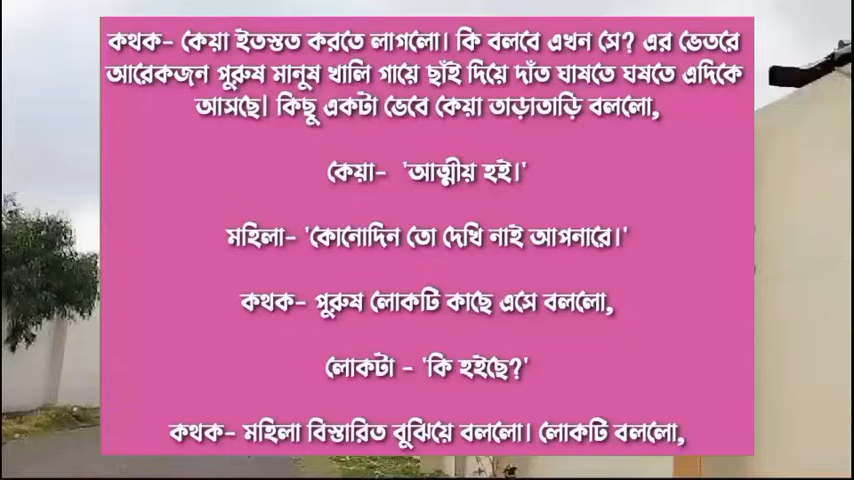 কথক- কেয়া ইতস্তত করতে লাগলো। কি বলবে এখন সে? এর ভেতরে
আরেকজন পুরুষ মানুষ খালি গায়ে ছাঁই দিয়ে দাঁত ঘাষতে ঘষতে এদিকে
আসছে। কিছু একটা ভেবে কেয়া তাড়াতাড়ি বললো,
কেয়া- 'আত্মীয় হই।'
মহিলা- 'কোনোদিন তো দেখি নাই আপনারে।'
কথক- পুরুষ লোকটি কাছে এসে বললো,
লোকটা - 'কি হইছে?'
কথক- মহিলা বিস্তারিত বুঝিয়ে বললো। লোকটি বললো,